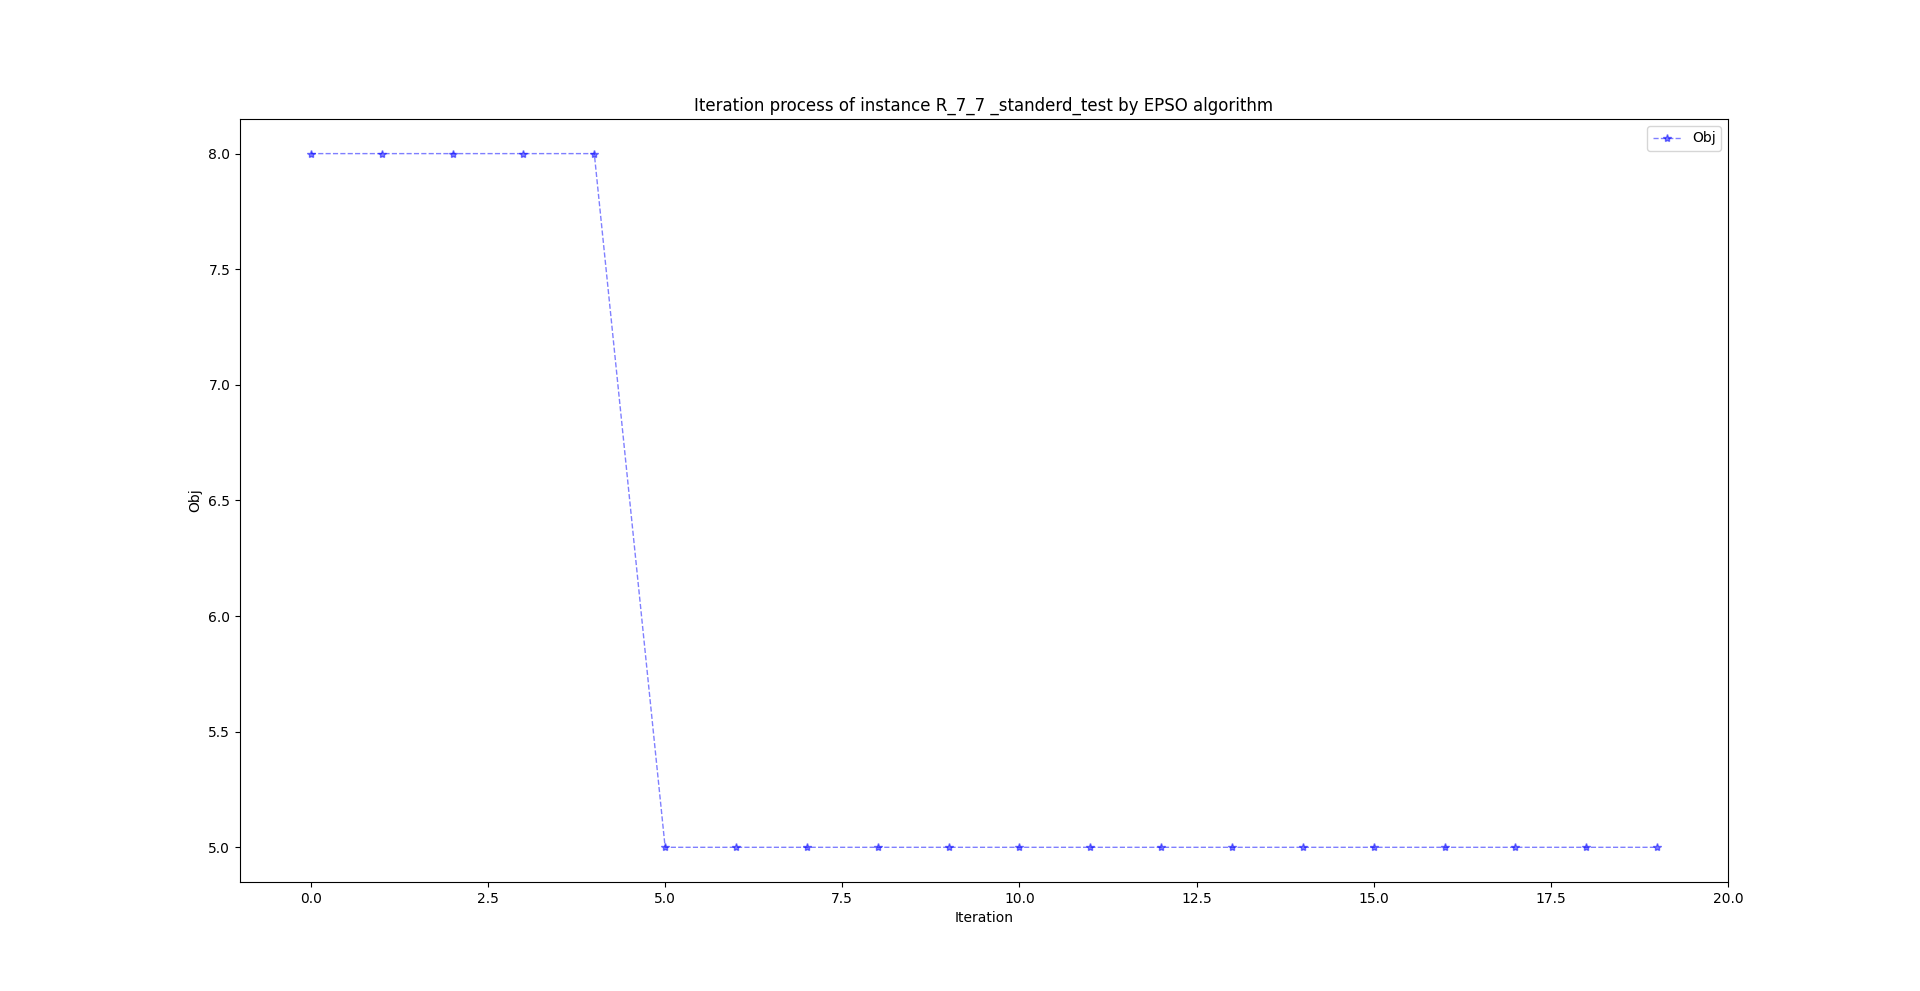 Iteration process of instance R_7_7 _standerd_test by EPSO algorithm
Obj
8.0
7.5
7.0
6.5
6.0
5.5
5.0
Obj
0.0 2.5 5.0 7.5 10.0 12.5 15.0 17.5 20.0
Iteration